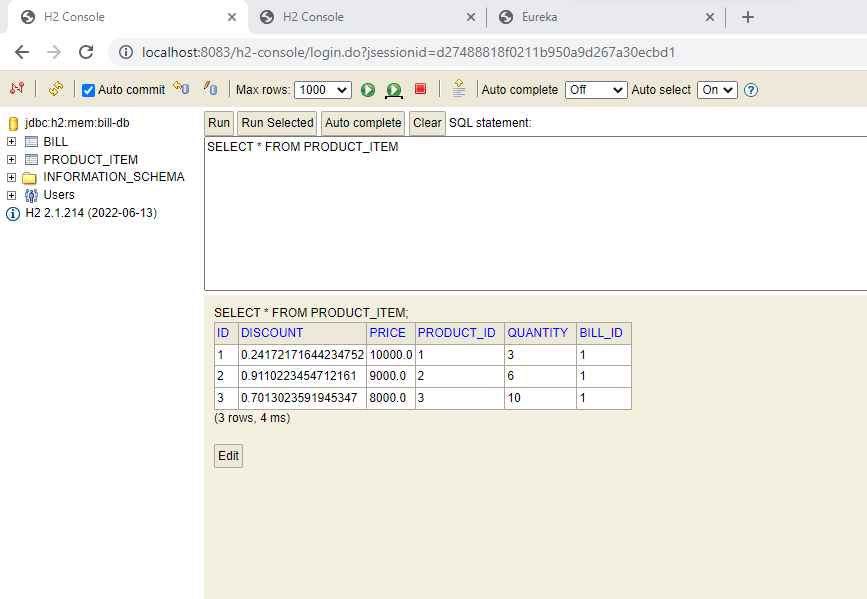 H2 Console
H2 Console
Eureka
localhost:8083/h2-console/login.do?jsessionid=d27488818f0211b950a9d267a30ecbd1
Auto commit Max rows: 1000 Auto complete Off Auto select On ?
jdbc:h2:mem:bill-db
BILL
PRODUCT_ITEM
INFORMATION_SCHEMA
Users
H2 2.1.214 (2022-06-13)
Run Run Selected Auto complete Clear SQL statement:
SELECT * FROM PRODUCT_ITEM
SELECT * FROM PRODUCT_ITEM;
ID DISCOUNT PRICE PRODUCT_ID QUANTITY BILL_ID
1 0.24172171644234752 10000.0 1 3 1
2 0.9110223454712161 9000.0 2 6 1
3 0.7013023591945347 8000.0 3 10 1
(3 rows, 4 ms)
Edit